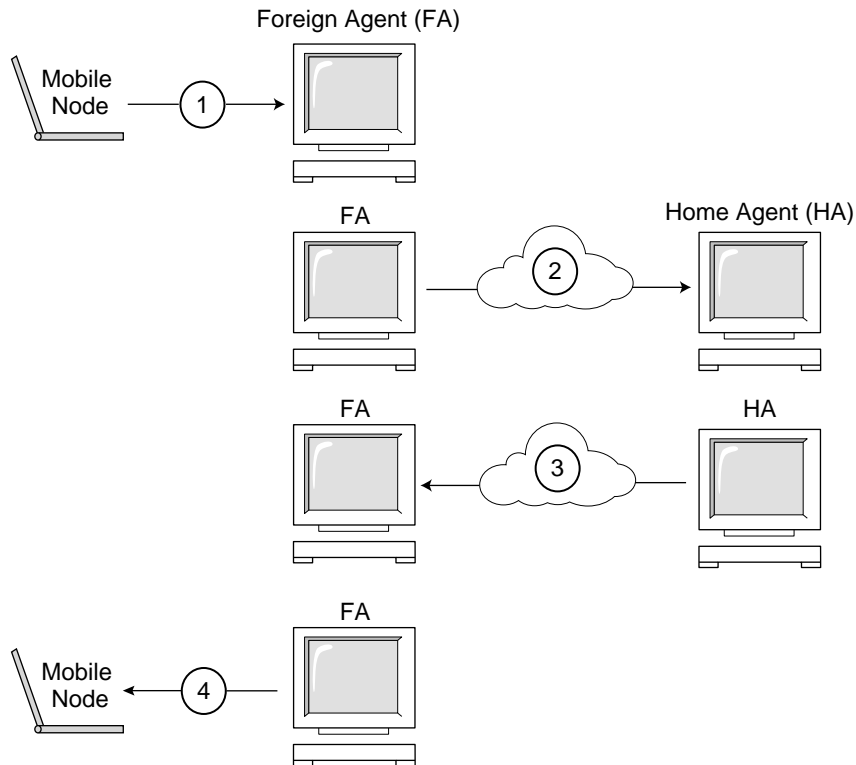 Foreign Agent (FA)
Mobile
Node
1
FA
Home Agent (HA)
2
FA
HA
3
FA
Mobile
Node
4